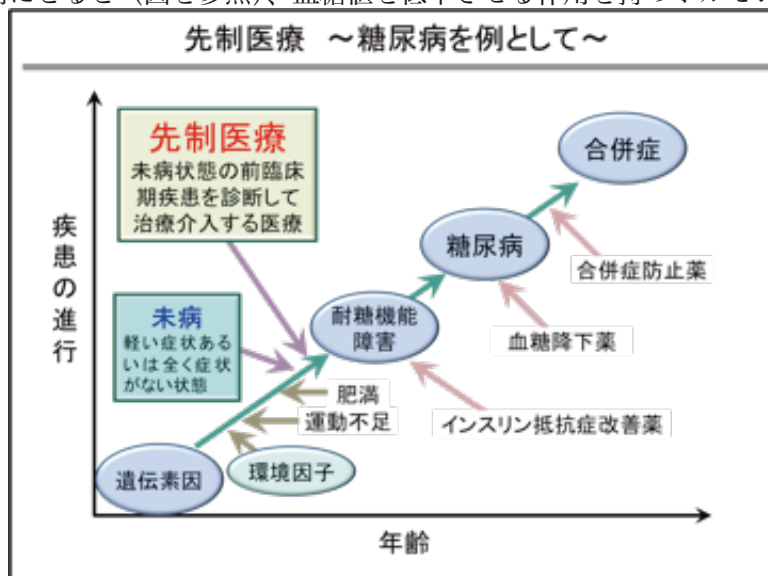 先制医療 ～糖尿病を例として～
先制医療
未病状態の前臨床
期疾患を診断して
治療介入する医療
合併症
疾患の進行
糖尿病
合併症防止薬
未病
軽い症状ある
いは全く症状
がない状態
耐糖機能
障害
血糖降下薬
肥満
運動不足
インスリン抵抗症改善薬
遺伝素因
環境因子
年齢